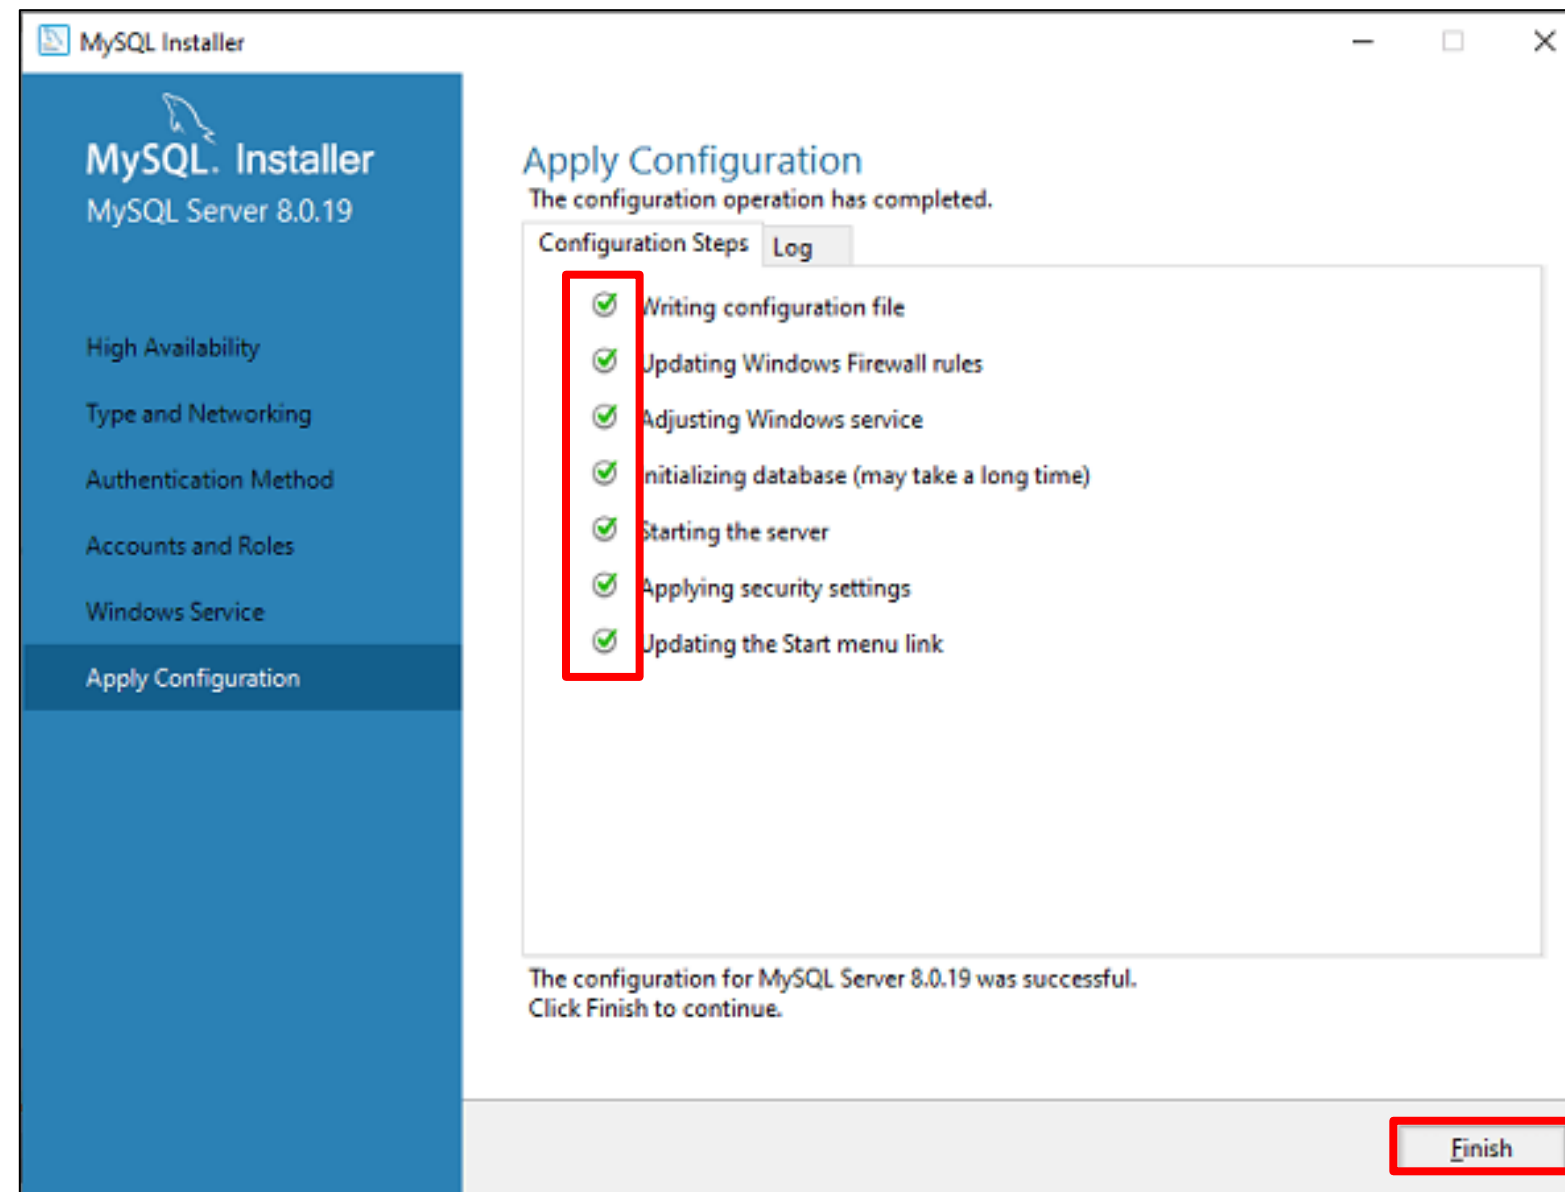 MySQL Installer
MySQL. Installer
MySQL Server 8.0.19
High Availability
Type and Networking
Authentication Method
Accounts and Roles
Windows Service
Apply Configuration
Apply Configuration
The configuration operation has completed.
Configuration Steps Log
Writing configuration file
Updating Windows Firewall rules
Adjusting Windows service
Initializing database (may take a long time)
Starting the server
Applying security settings
Updating the Start menu link
The configuration for MySQL Server 8.0.19 was successful.
Click Finish to continue.
Finish